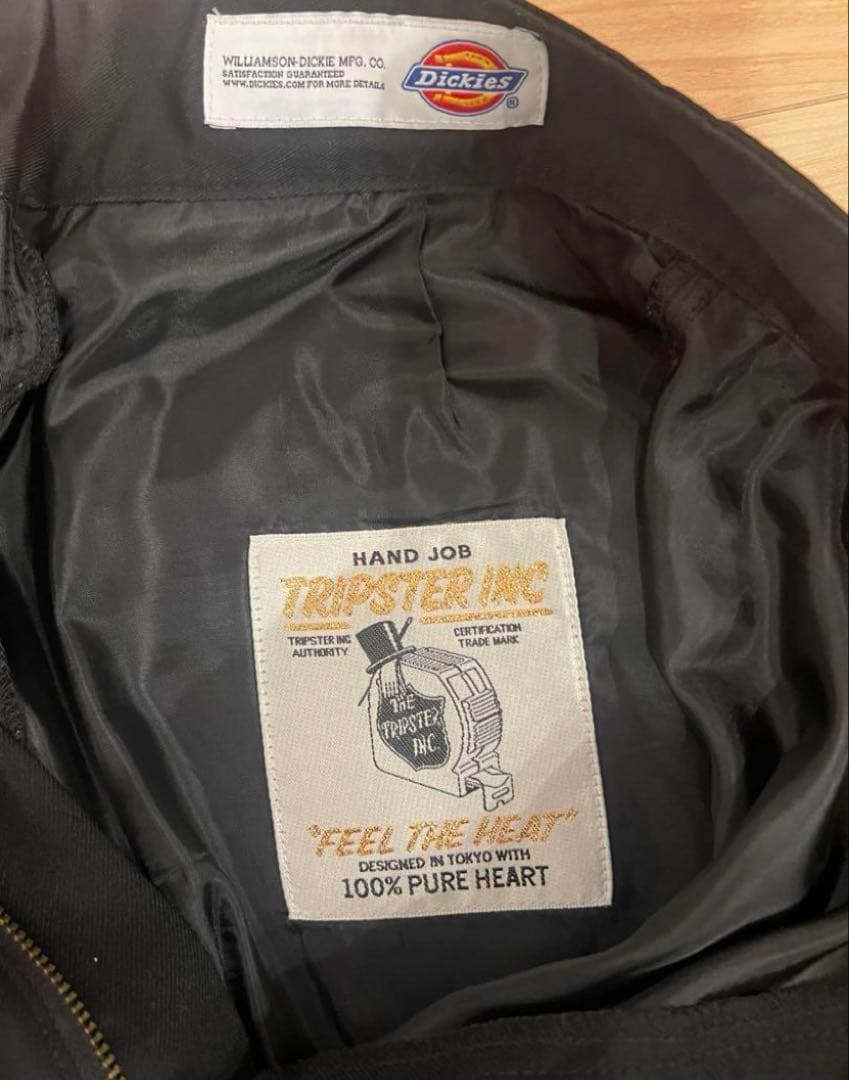 WILLIAMSON-DICKIE MFG. CO.
SATISFACTION GUARANTEED
WWW.DICKIES.COM FOR MORE DETAILS
Dickies
®
HAND JOB
TRIPSTER INC
TRIPSTER INC
AUTHORITY
CERTIFICATION
TRADE MARK
THE
TRIPSTER
INC.
"FEEL THE HEAT"
DESIGNED IN TOKYO WITH
100% PURE HEART